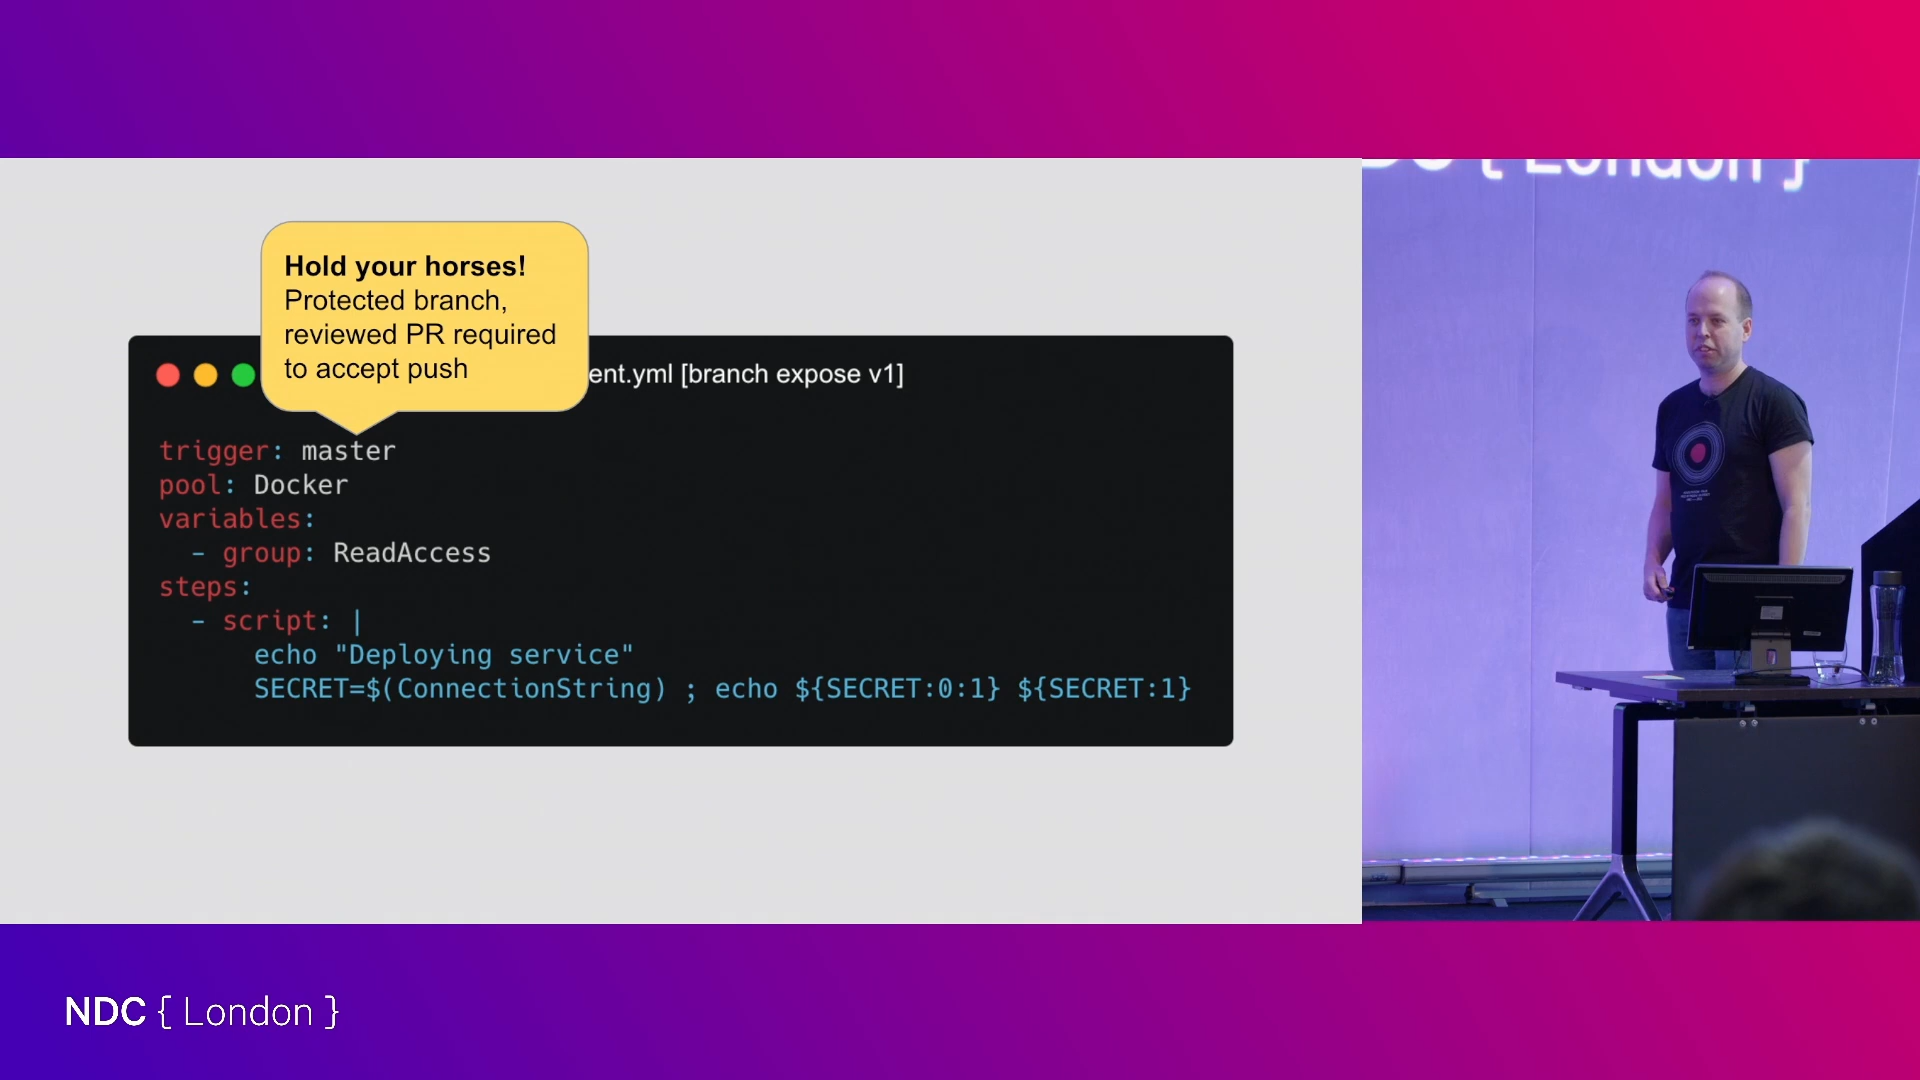 { London }
Hold your horses!
Protected branch,
reviewed PR required
to accept push
ent.yml [branch expose v1]
trigger: master
pool: Docker
variables:
- group: ReadAccess
steps:
- script: |
echo "Deploying service"
SECRET=$(ConnectionString) ; echo ${SECRET:0:1} ${SECRET:1}
NDC { London }